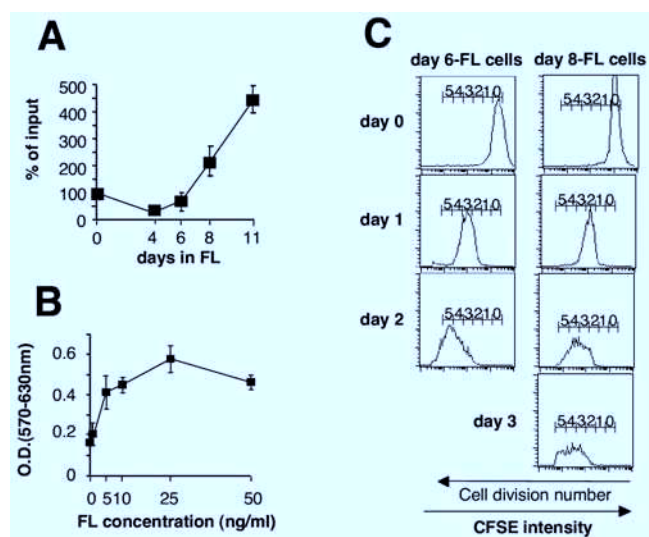 A
% of input
500
400
300
200
100
0
0 4 6 8 11
days in FL
B
O.D.(570-630nm)
0.6
0.4
0.2
0
0 510 25 50
FL concentration (ng/ml)
C
day 6-FL cells day 8-FL cells
day 0
543210 543210
day 1
543210 543210
day 2
543210 543210
day 3
543210
Cell division number
CFSE intensity